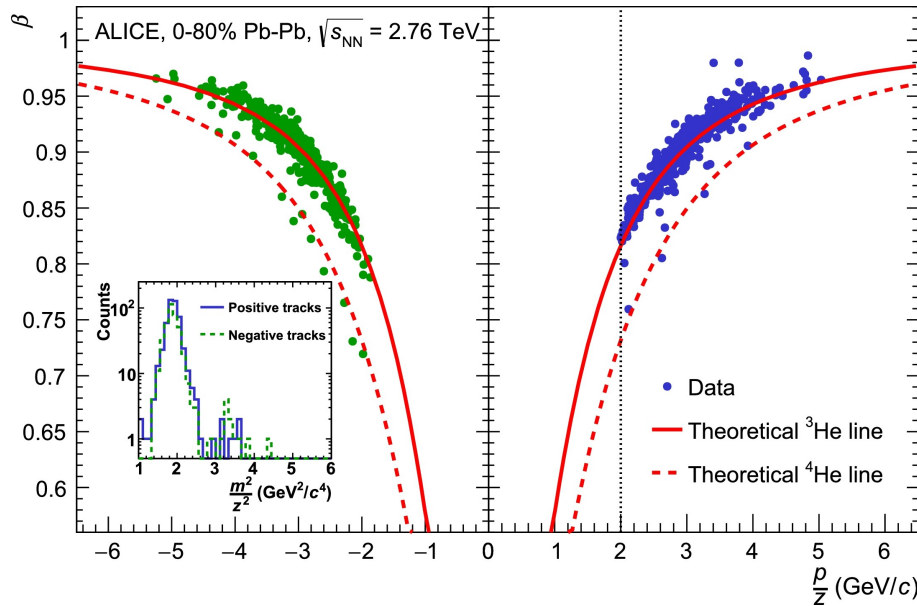 β
ALICE, 0-80% Pb-Pb, √sNN = 2.76 TeV
1
0.95
0.9
0.85
0.8
0.75
0.7
0.65
0.6
Counts
10²
10
1
Positive tracks
Negative tracks
1 2 3 4 5 6
m²/z² (GeV²/c⁴)
Data
Theoretical ³He line
Theoretical ⁴He line
−6 −5 −4 −3 −2 −1 0 1 2 3 4 5 6
p/z (GeV/c)